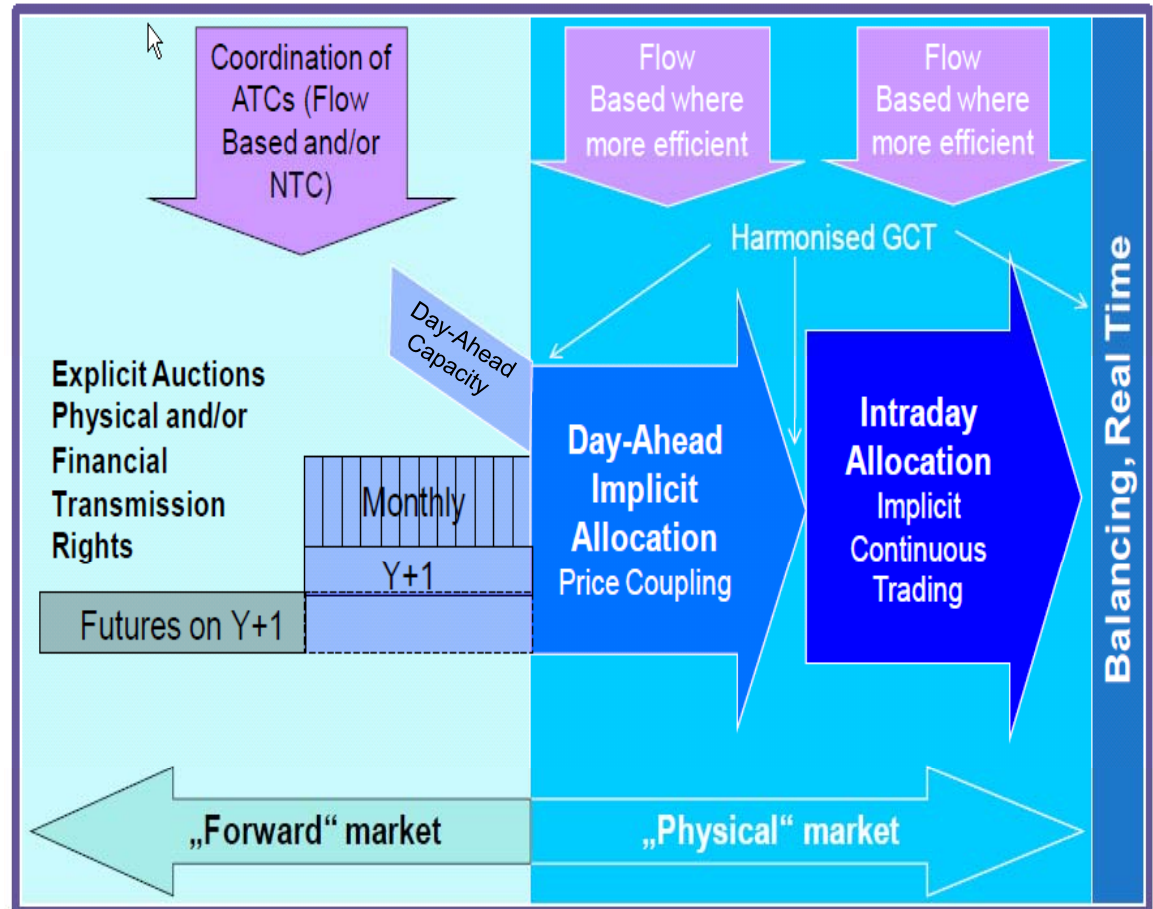 Coordination of
ATCs (Flow
Based and/or
NTC)
Flow
Based where
more efficient
Flow
Based where
more efficient
Harmonised GCT
Day-Ahead
Capacity
Explicit Auctions
Physical and/or
Financial
Transmission
Rights
Monthly
Y+1
Futures on Y+1
Day-Ahead
Implicit
Allocation
Price Coupling
Intraday
Allocation
Implicit
Continuous
Trading
Balancing, Real Time
„Forward“ market
„Physical“ market